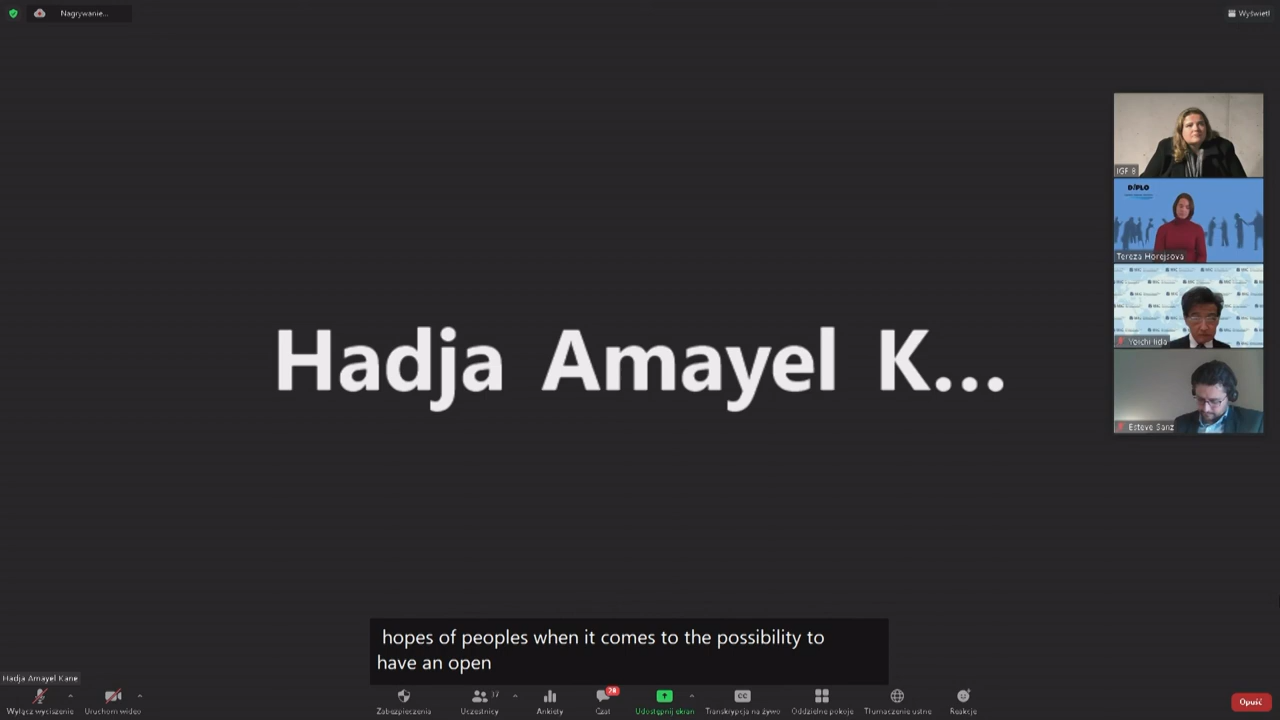 Nagrywanie...
Wyświetl
IGF 8
DiPLO
Tereza Horejsova
Yoichi Iida
Esteve Sanz
Hadja Amayel K...
hopes of peoples when it comes to the possibility to
have an open
Hadja Amayel Kane
Wyłącz wyciszenie
Uruchom wideo
Zabezpieczenia
Uczestnicy
37
Ankiety
Czat
28
Udostępnij ekran
CC
Transkrypcja na żywo
Oddzielne pokoje
Tłumaczenie ustne
Reakcje
Opuść